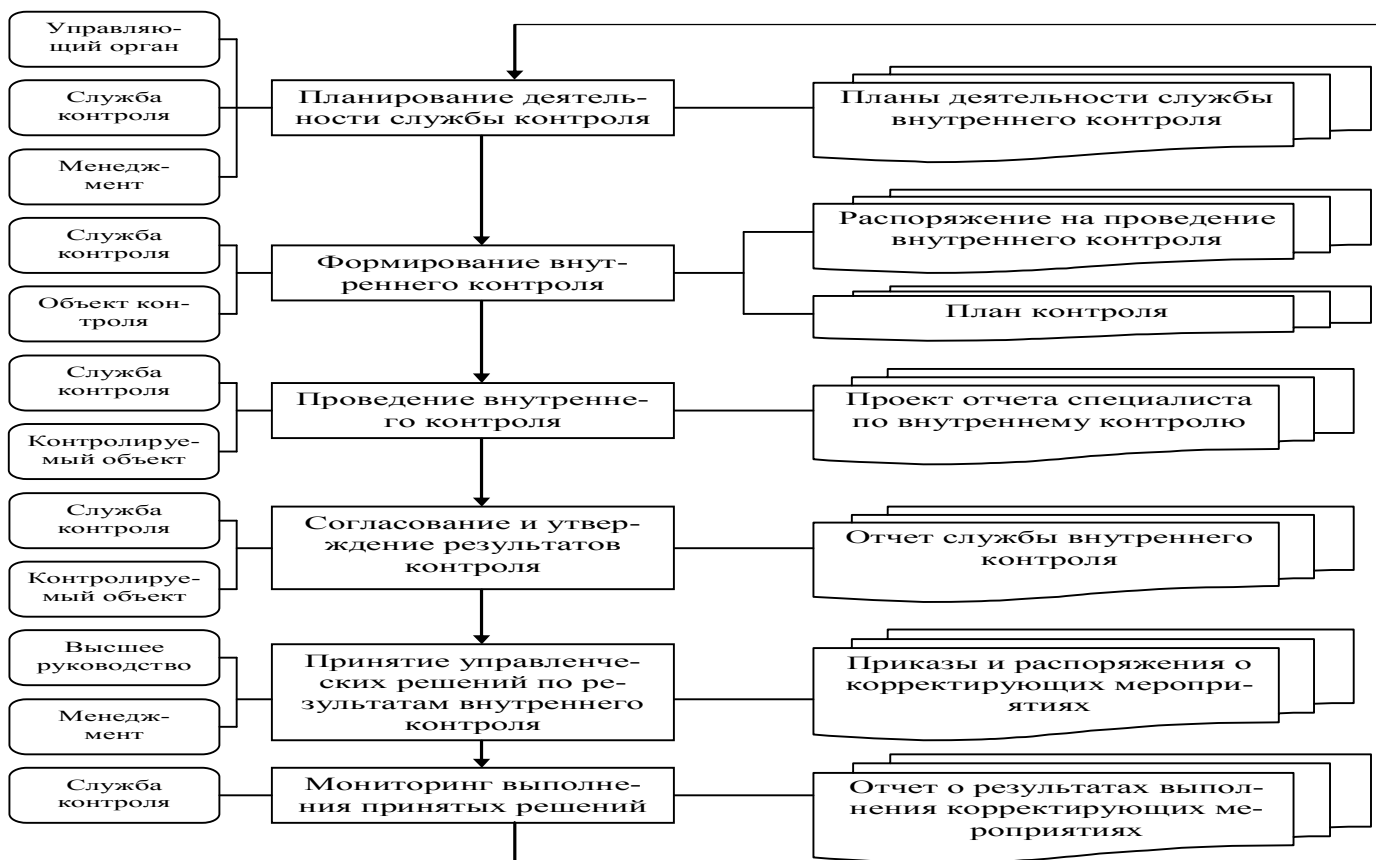 Управляю-
щий орган
Служба
контроля
Менедж-
мент
Планирование деятель-
ности службы контроля
Планы деятельности службы
внутреннего контроля
Служба
контроля
Объект кон-
троля
Формирование внут-
реннего контроля
Распоряжение на проведение
внутреннего контроля
План контроля
Служба
контроля
Контролируе-
мый объект
Проведение внутренне-
го контроля
Проект отчета специалиста
по внутреннему контролю
Служба
контроля
Контролируе-
мый объект
Согласование и утвер-
ждение результатов
контроля
Отчет службы внутреннего
контроля
Высшее
руководство
Менедж-
мент
Принятие управленче-
ских решений по ре-
зультатам внутреннего
контроля
Приказы и распоряжения о
корректирующих меропри-
ятиях
Служба
контроля
Мониторинг выполне-
ния принятых решений
Отчет о результатах выпол-
нения корректирующих ме-
роприятиях